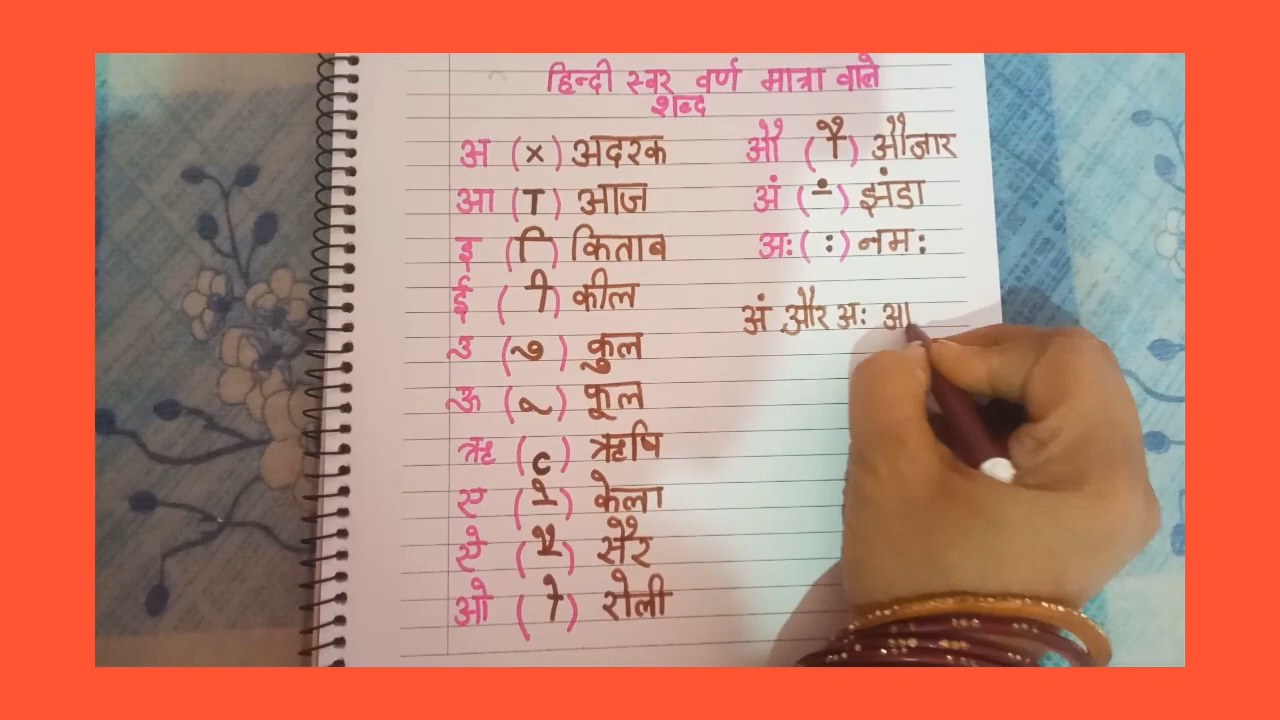 हिन्दी स्वर वर्ण मात्रा वाले
शब्द
अ (×) अदरक
आ (ा) आज
इ (ि) किताब
ई (ी) कील
उ (ु) कुल
ऊ (ू) कूल
ऋ (ृ) ऋषि
ए (े) केला
ऐ (ै) सैर
ओ (ो) रोली
औ (ौ) औजार
अं (ं) झंडा
अः (:) नम:
अं और अः आ